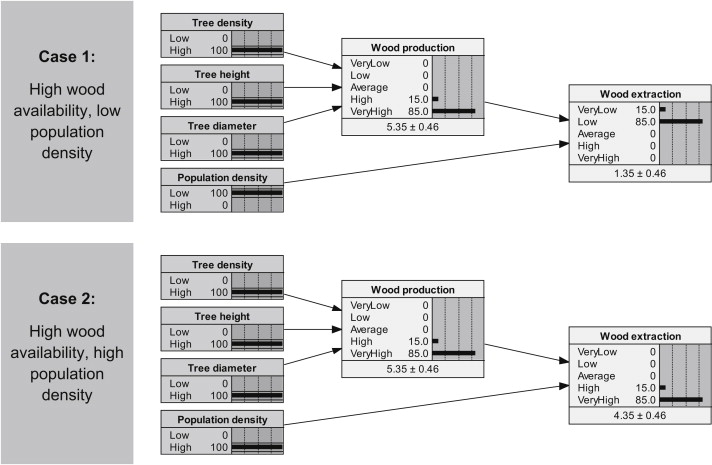 Case 1:
High wood
availability, low
population
density
Tree density
Low 0
High 100
Tree height
Low 0
High 100
Tree diameter
Low 0
High 100
Population density
Low 100
High 0
Wood production
VeryLow 0
Low 0
Average 0
High 15.0
VeryHigh 85.0
5.35 ± 0.46
Wood extraction
VeryLow 15.0
Low 85.0
Average 0
High 0
VeryHigh 0
1.35 ± 0.46
Case 2:
High wood
availability, high
population
density
Tree density
Low 0
High 100
Tree height
Low 0
High 100
Tree diameter
Low 0
High 100
Population density
Low 0
High 100
Wood production
VeryLow 0
Low 0
Average 0
High 15.0
VeryHigh 85.0
5.35 ± 0.46
Wood extraction
VeryLow 0
Low 0
Average 0
High 15.0
VeryHigh 85.0
4.35 ± 0.46